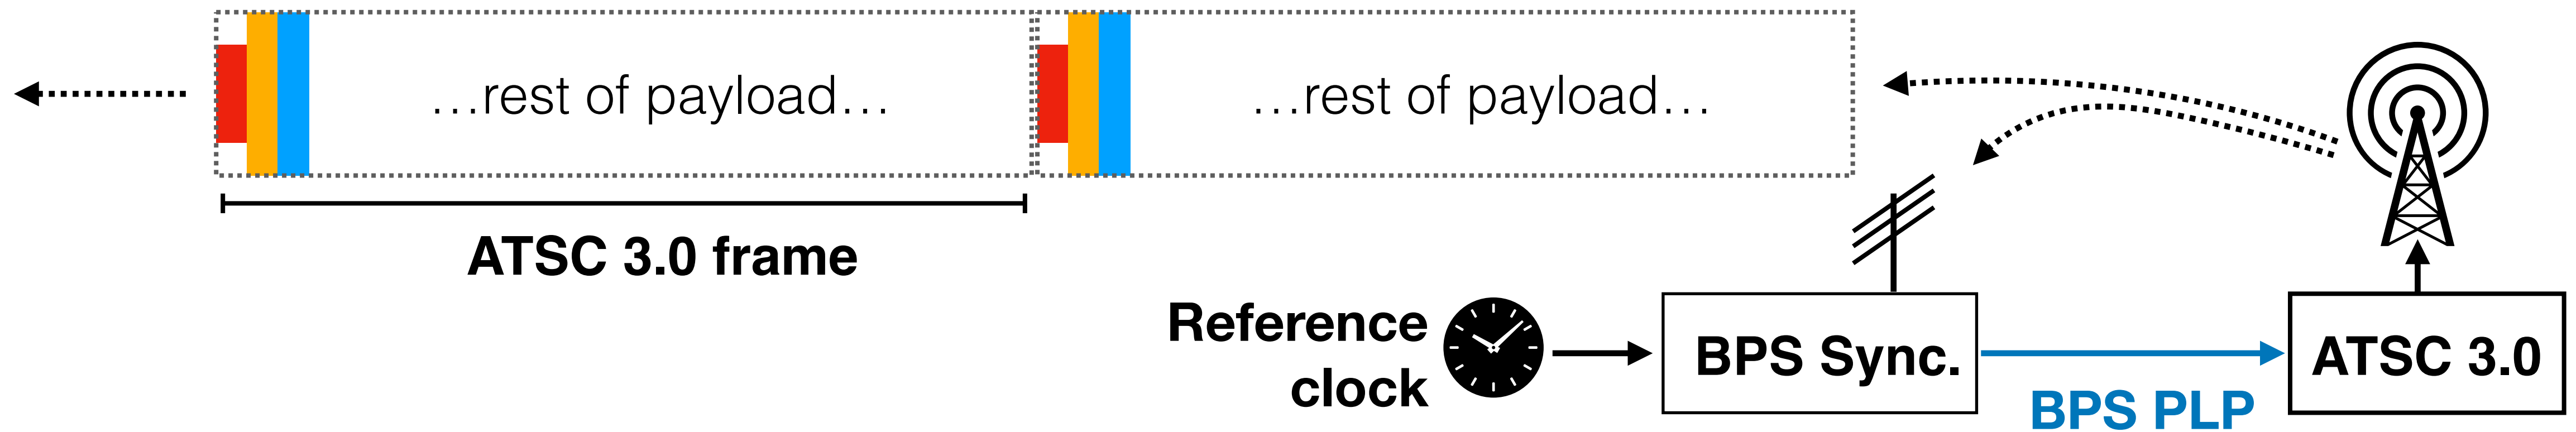 …rest of payload…
…rest of payload…
ATSC 3.0 frame
Reference
clock
BPS Sync.
BPS PLP
ATSC 3.0